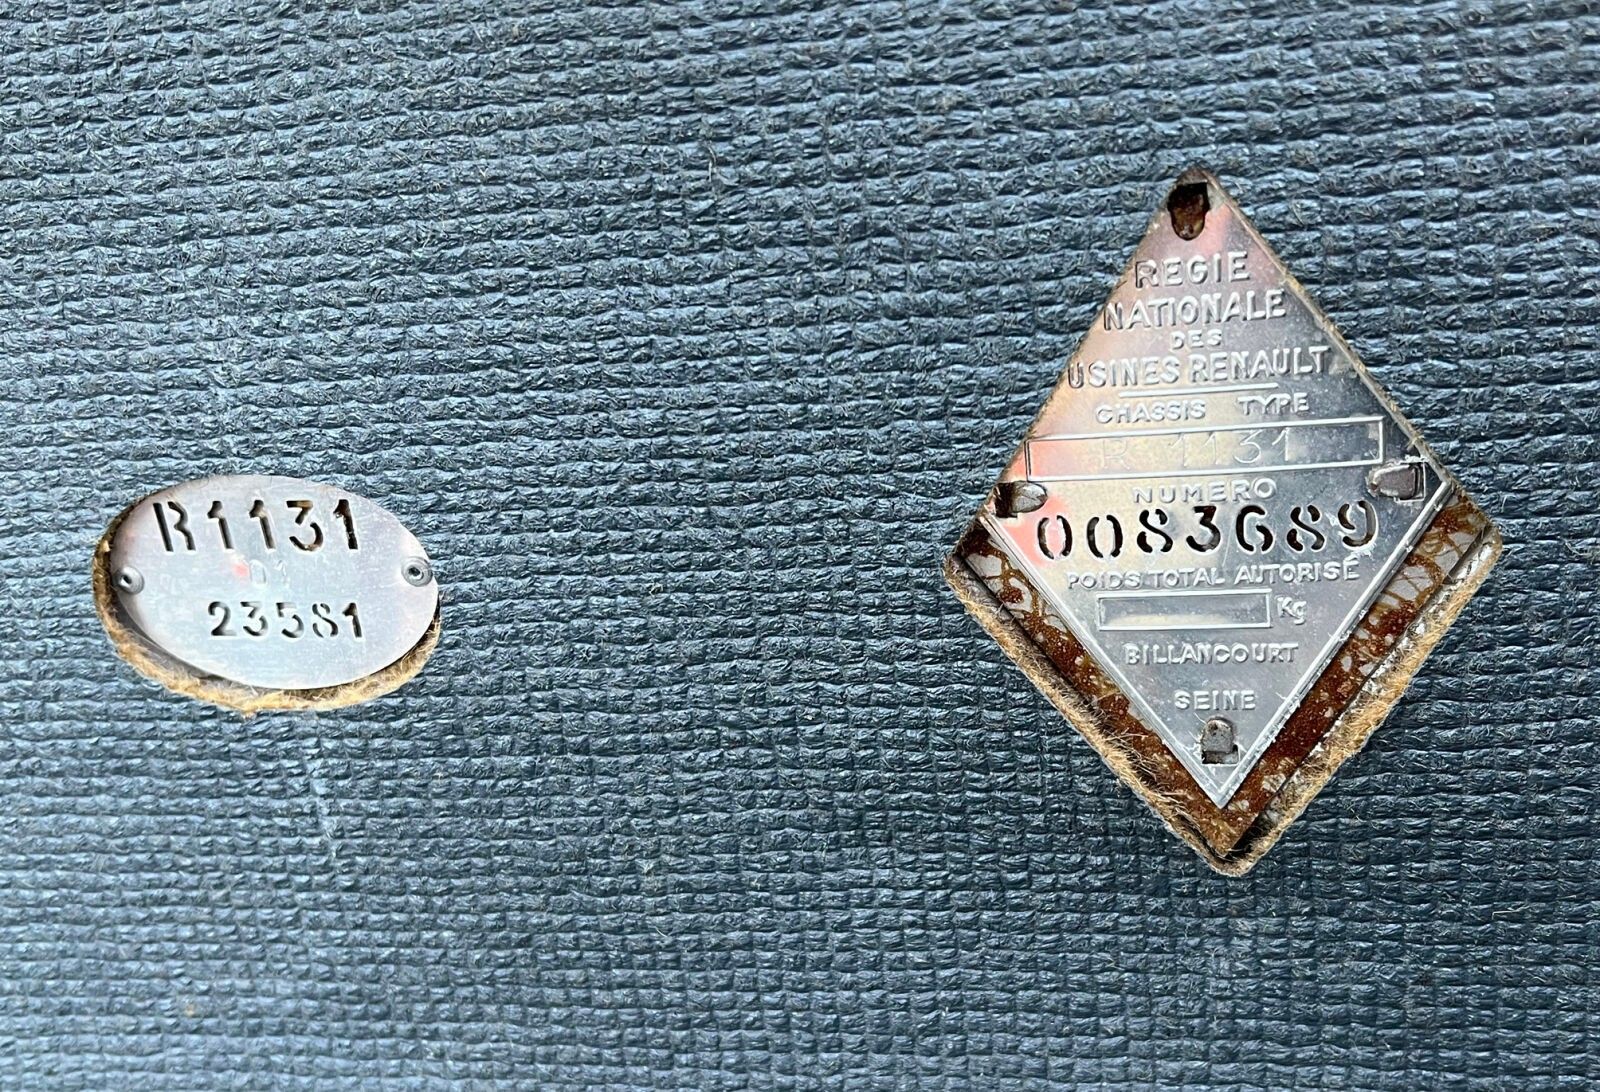 R1131
01
23581
REGIE
NATIONALE
DES
USINES RENAULT
CHASSIS TYPE
R 1131
NUMERO
0083689
POIDS TOTAL AUTORISÉ
Kg
BILLANCOURT
SEINE